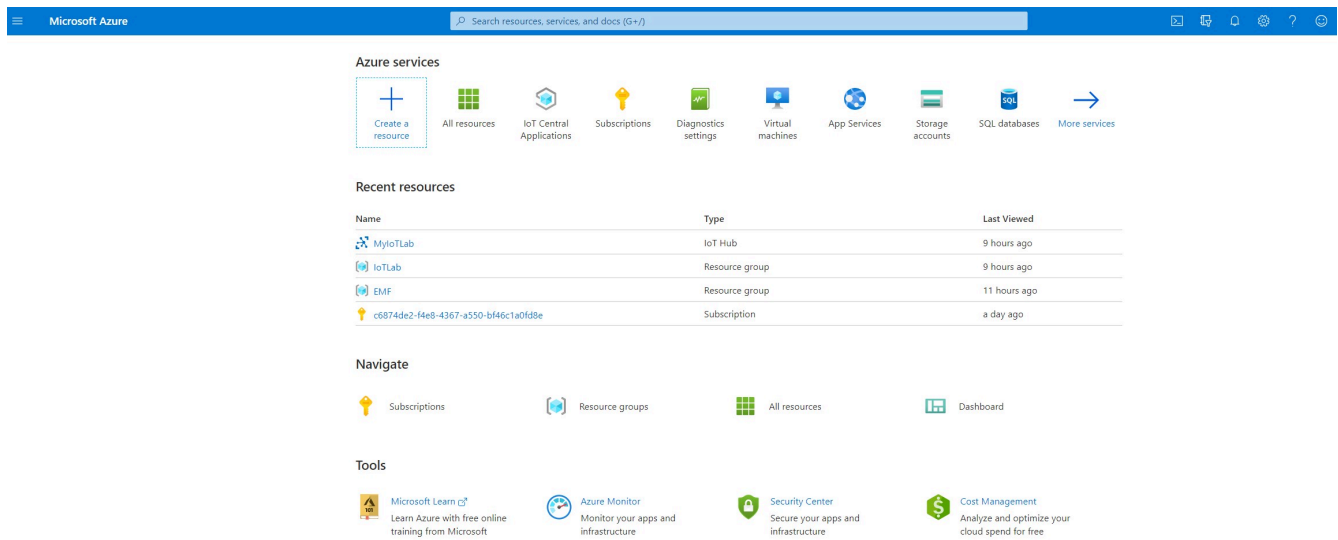 Microsoft Azure
Search resources, services, and docs (G+/)
Azure services
Create a resource
All resources
IoT Central Applications
Subscriptions
Diagnostics settings
Virtual machines
App Services
Storage accounts
SQL
SQL databases
More services
Recent resources
Name Type Last Viewed
MyIoTLab IoT Hub 9 hours ago
IoTLab Resource group 9 hours ago
EMF Resource group 11 hours ago
c6874de2-f4e8-4367-a550-bf46c1a0fd8e Subscription a day ago
Navigate
Subscriptions Resource groups All resources Dashboard
Tools
101
Microsoft Learn
Learn Azure with free online
training from Microsoft
Azure Monitor
Monitor your apps and
infrastructure
Security Center
Secure your apps and
infrastructure
Cost Management
Analyze and optimize your
cloud spend for free